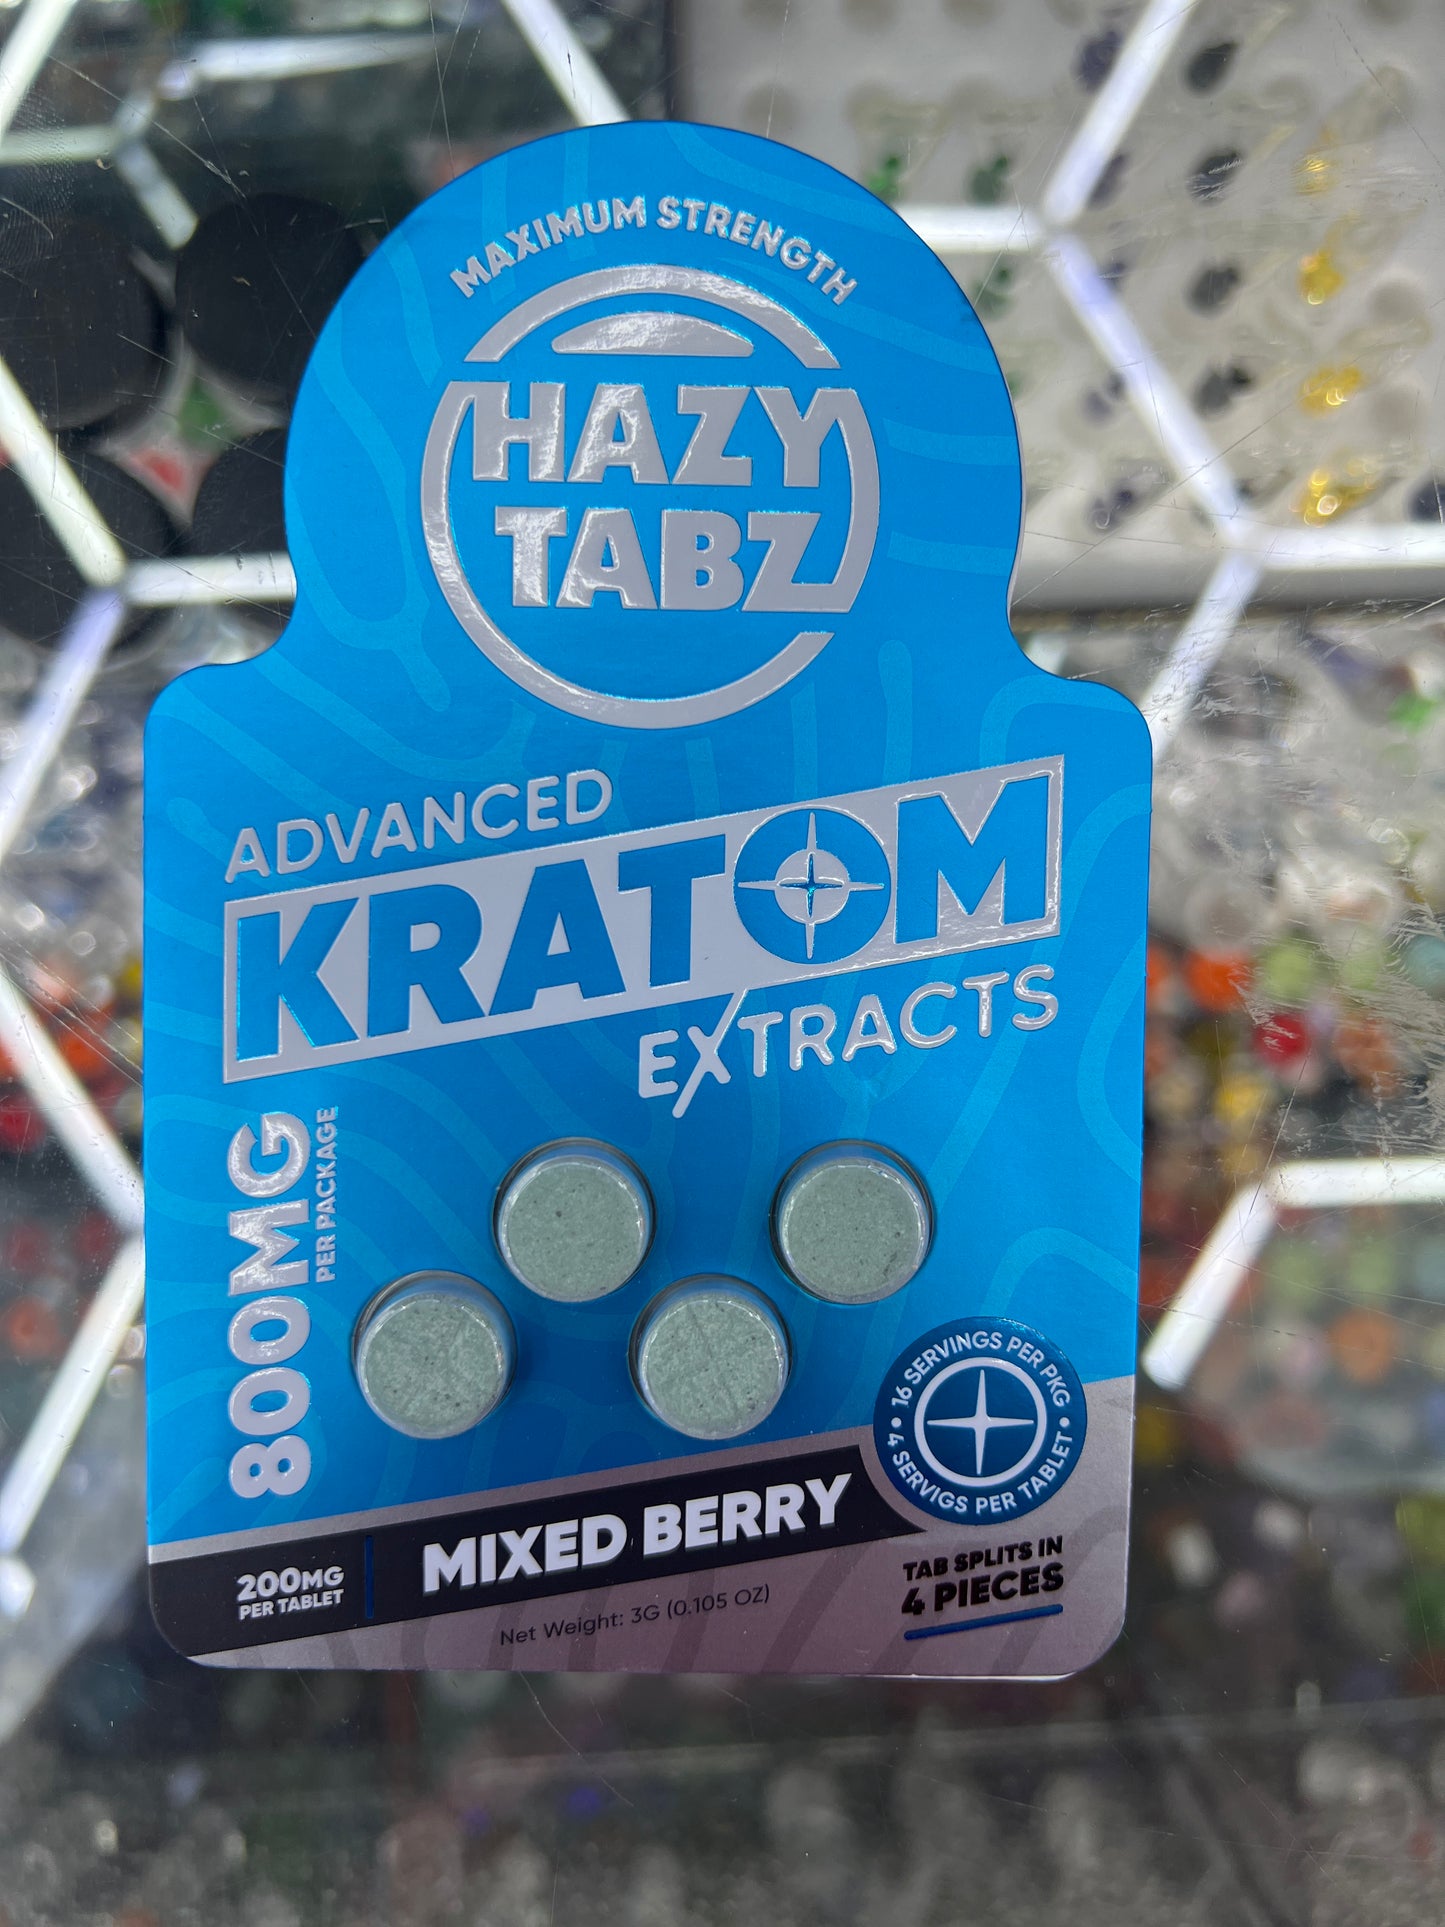 MAXIMUM STRENGTH
HAZY
TABZ
ADVANCED
KRATOM
EXTRACTS
800MG
PER PACKAGE
16 SERVINGS PER PKG
• 4 SERVIGS PER TABLET •
200MG
PER TABLET
MIXED BERRY
Net Weight: 3G (0.105 OZ)
TAB SPLITS IN
4 PIECES